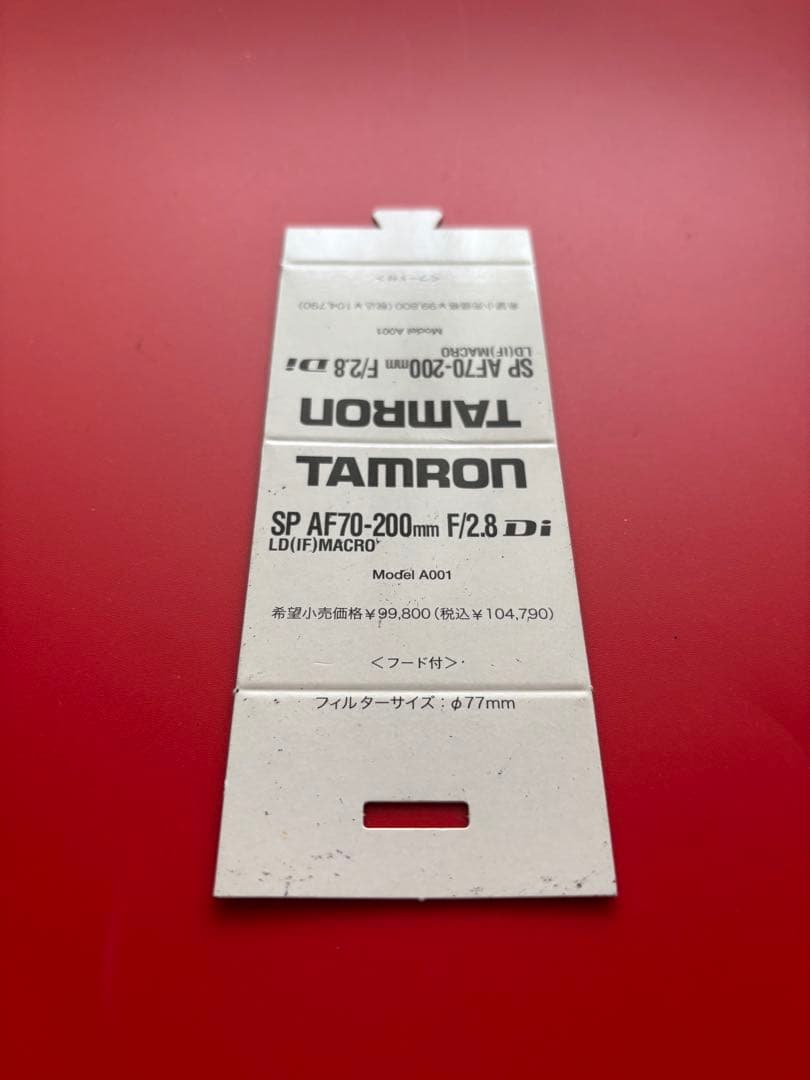 <フード付>
希望小売価格￥99,800(税込￥104,790)
Model A001
SP AF70-200mm F/2.8 Di
LD(IF)MACRO
TAMRON
TAMRON
SP AF70-200mm F/2.8 Di
LD(IF)MACRO
Model A001
希望小売価格￥99,800(税込￥104,790)
<フード付>
フィルターサイズ：φ77mm